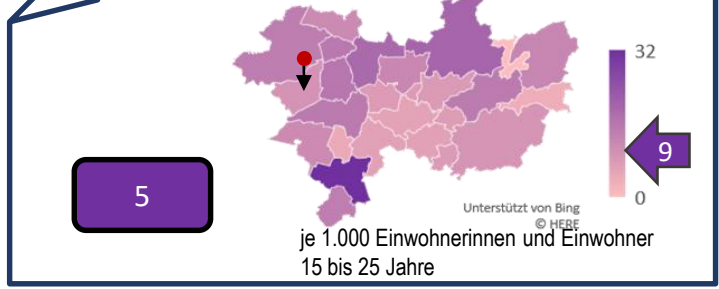 32
9
5
0
Unterstützt von Bing
© HERE
je 1.000 Einwohnerinnen und Einwohner
15 bis 25 Jahre